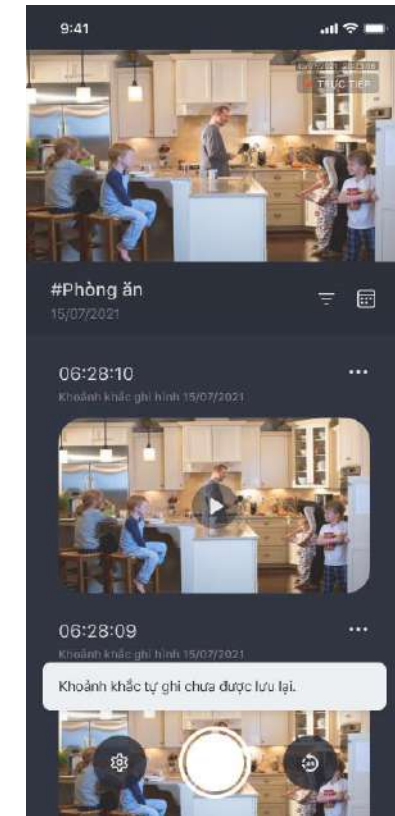 9:41
TRỰC TIẾP
#Phòng ăn
15/07/2021
06:28:10
Khoảnh khắc ghi hình 15/07/2021
06:28:09
Khoảnh khắc ghi hình 15/07/2021
Khoảnh khắc tự ghi chưa được lưu lại.